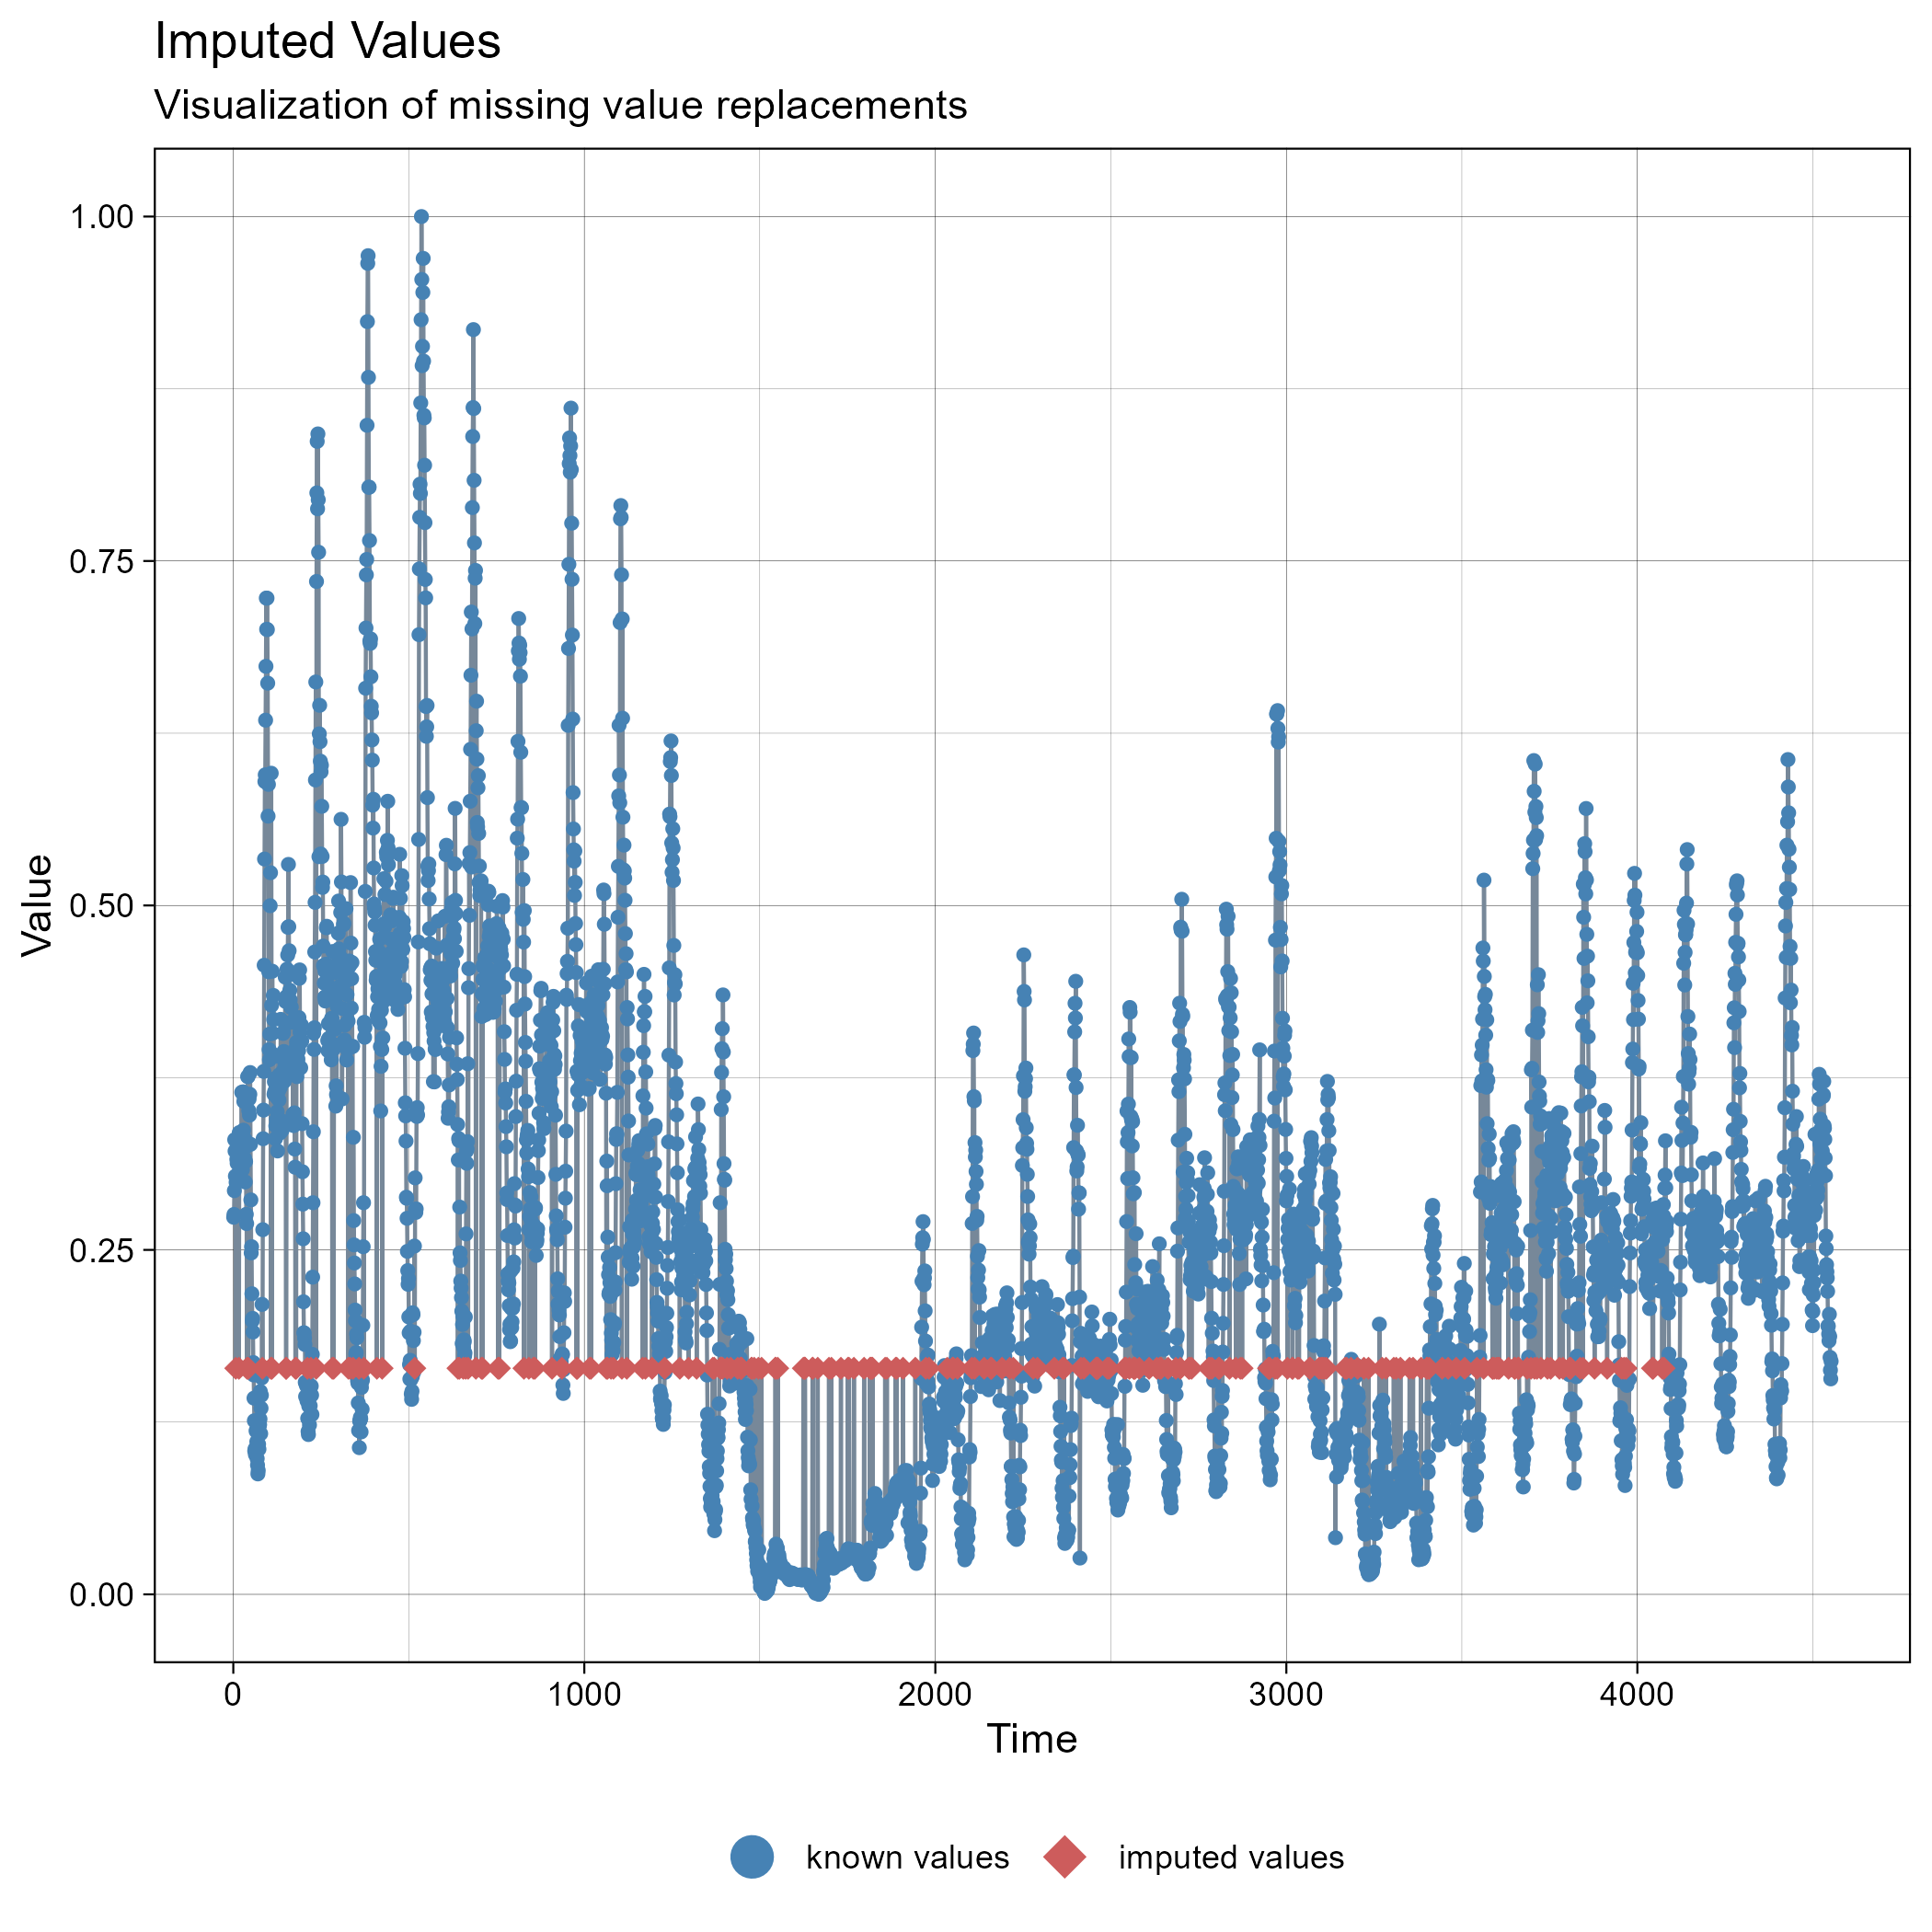 Imputed Values
Visualization of missing value replacements
1.00
0.75
0.50
0.25
0.00
Value
0 1000 2000 3000 4000
Time
known values imputed values